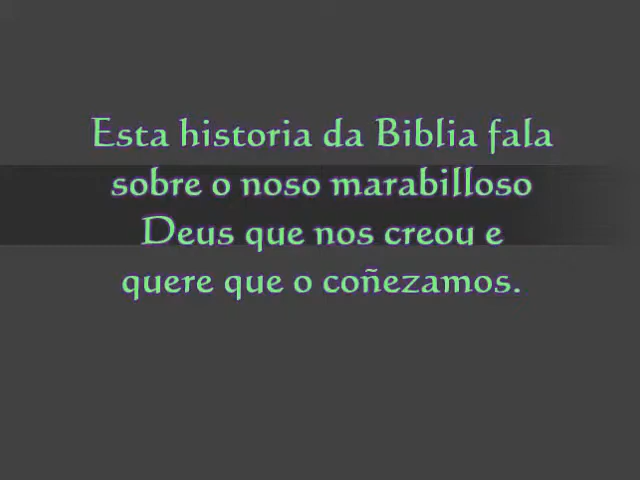 Esta historia da Biblia fala
sobre o noso marabilloso
Deus que nos creou e
quere que o coñezamos.